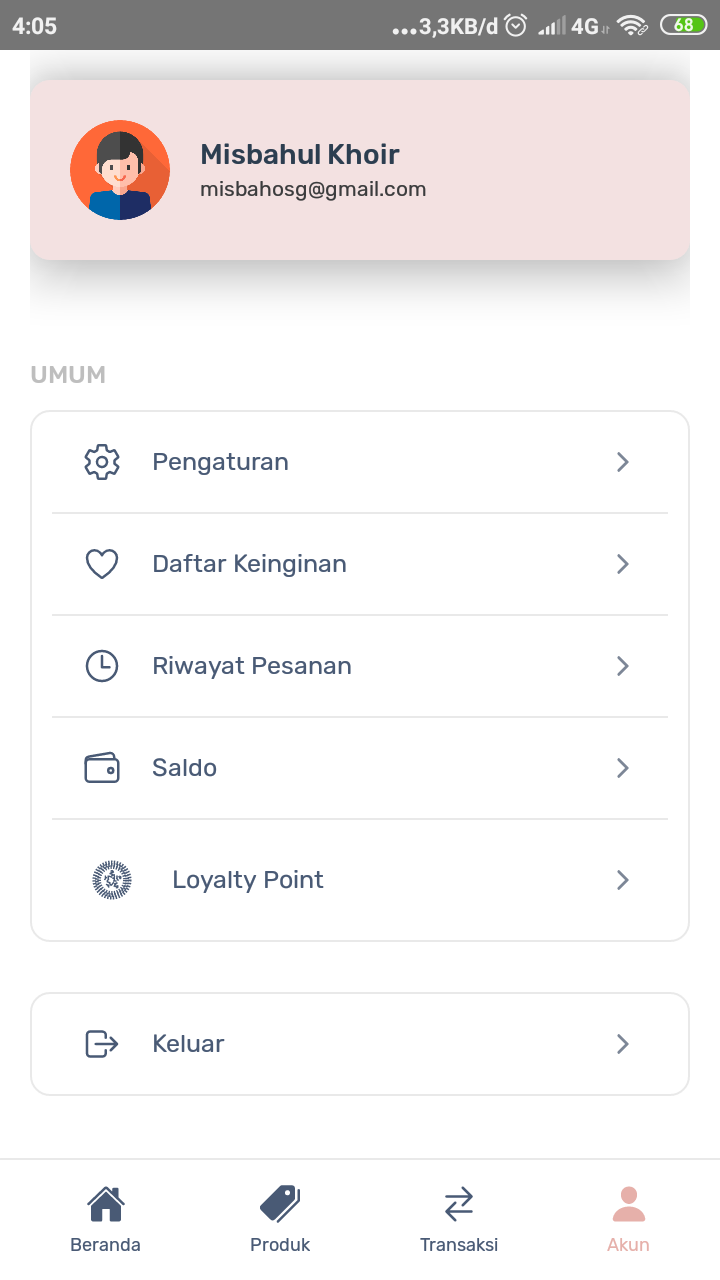 4:05 ...3,3KB/d 4G 68
Misbahul Khoir
misbahosg@gmail.com
UMUM
Pengaturan
Daftar Keinginan
Riwayat Pesanan
Saldo
Loyalty Point
Keluar
Beranda Produk Transaksi Akun